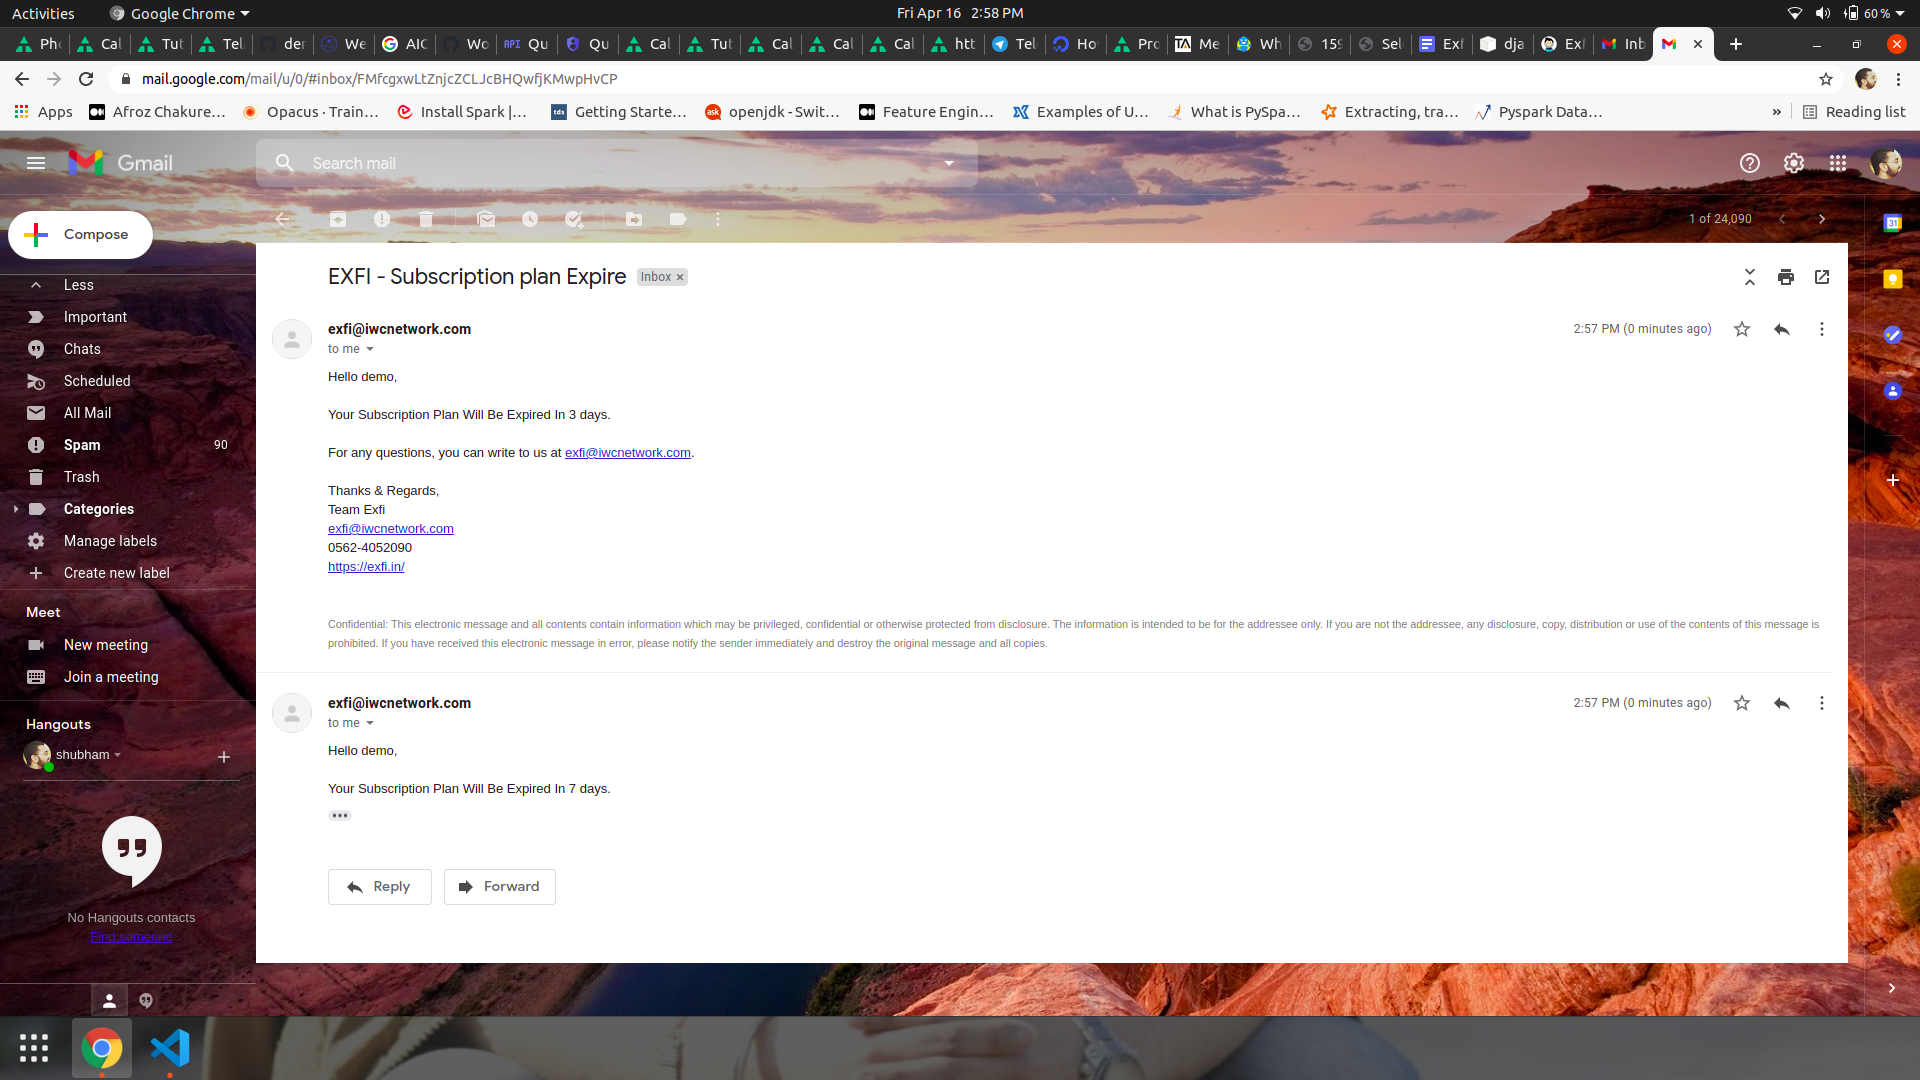 Activities
Google Chrome
Fri Apr 16 2:58 PM
60 %
Pho
Cal
Tut
Tel
der
We
AIC
Wo
API Qu
Qu
Cal
Tut
Cal
Cal
Cal
htt
Tel
Ho
Pro
TA Me
Wh
159
Sel
Exf
dja
Exf
Inb
mail.google.com/mail/u/0/#inbox/FMfcgxwLtZnjcZCLJcBHQwfjKMwpHvCP
Apps
Afroz Chakure…
Opacus · Train…
Install Spark |…
tds Getting Starte…
ask openjdk - Swit…
Feature Engin…
Examples of U…
What is PySpa…
Extracting, tra…
Pyspark Data…
»
Reading list
Gmail
Search mail
Compose
1 of 24,090
31
Less
Important
Chats
Scheduled
All Mail
Spam 90
Trash
Categories
Manage labels
Create new label
Meet
New meeting
Join a meeting
Hangouts
shubham
No Hangouts contacts
Find someone
EXFI - Subscription plan Expire
Inbox ×
exfi@iwcnetwork.com
2:57 PM (0 minutes ago)
to me
Hello demo,
Your Subscription Plan Will Be Expired In 3 days.
For any questions, you can write to us at exfi@iwcnetwork.com.
Thanks & Regards,
Team Exfi
exfi@iwcnetwork.com
0562-4052090
https://exfi.in/
Confidential: This electronic message and all contents contain information which may be privileged, confidential or otherwise protected from disclosure. The information is intended to be for the addressee only. If you are not the addressee, any disclosure, copy, distribution or use of the contents of this message is
prohibited. If you have received this electronic message in error, please notify the sender immediately and destroy the original message and all copies.
exfi@iwcnetwork.com
2:57 PM (0 minutes ago)
to me
Hello demo,
Your Subscription Plan Will Be Expired In 7 days.
Reply
Forward